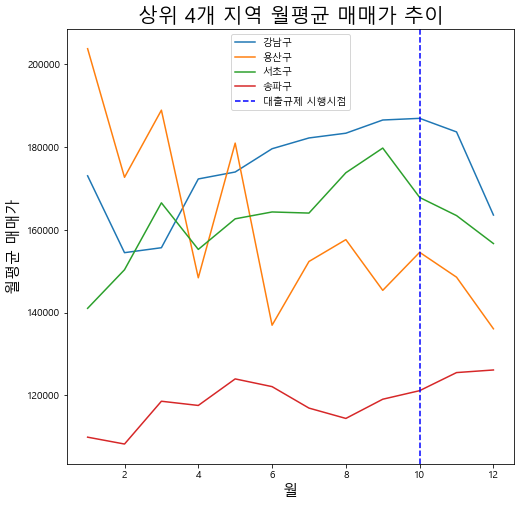 상위 4개 지역 월평균 매매가 추이
강남구
용산구
서초구
송파구
대출규제 시행시점
월평균 매매가
200000
180000
160000
140000
120000
2 4 6 8 10 12
월